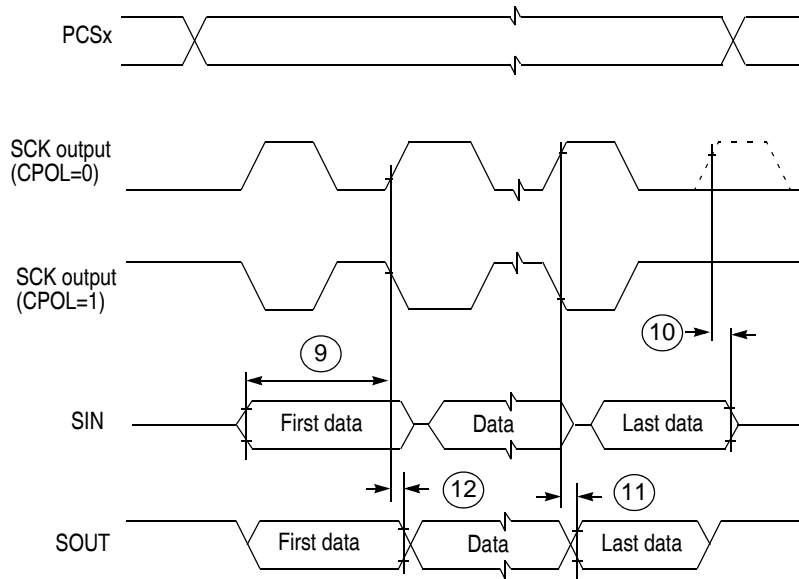 PCSx
SCK output
(CPOL=0)
SCK output
(CPOL=1)
9
10
SIN
First data
Data
Last data
12
11
SOUT
First data
Data
Last data